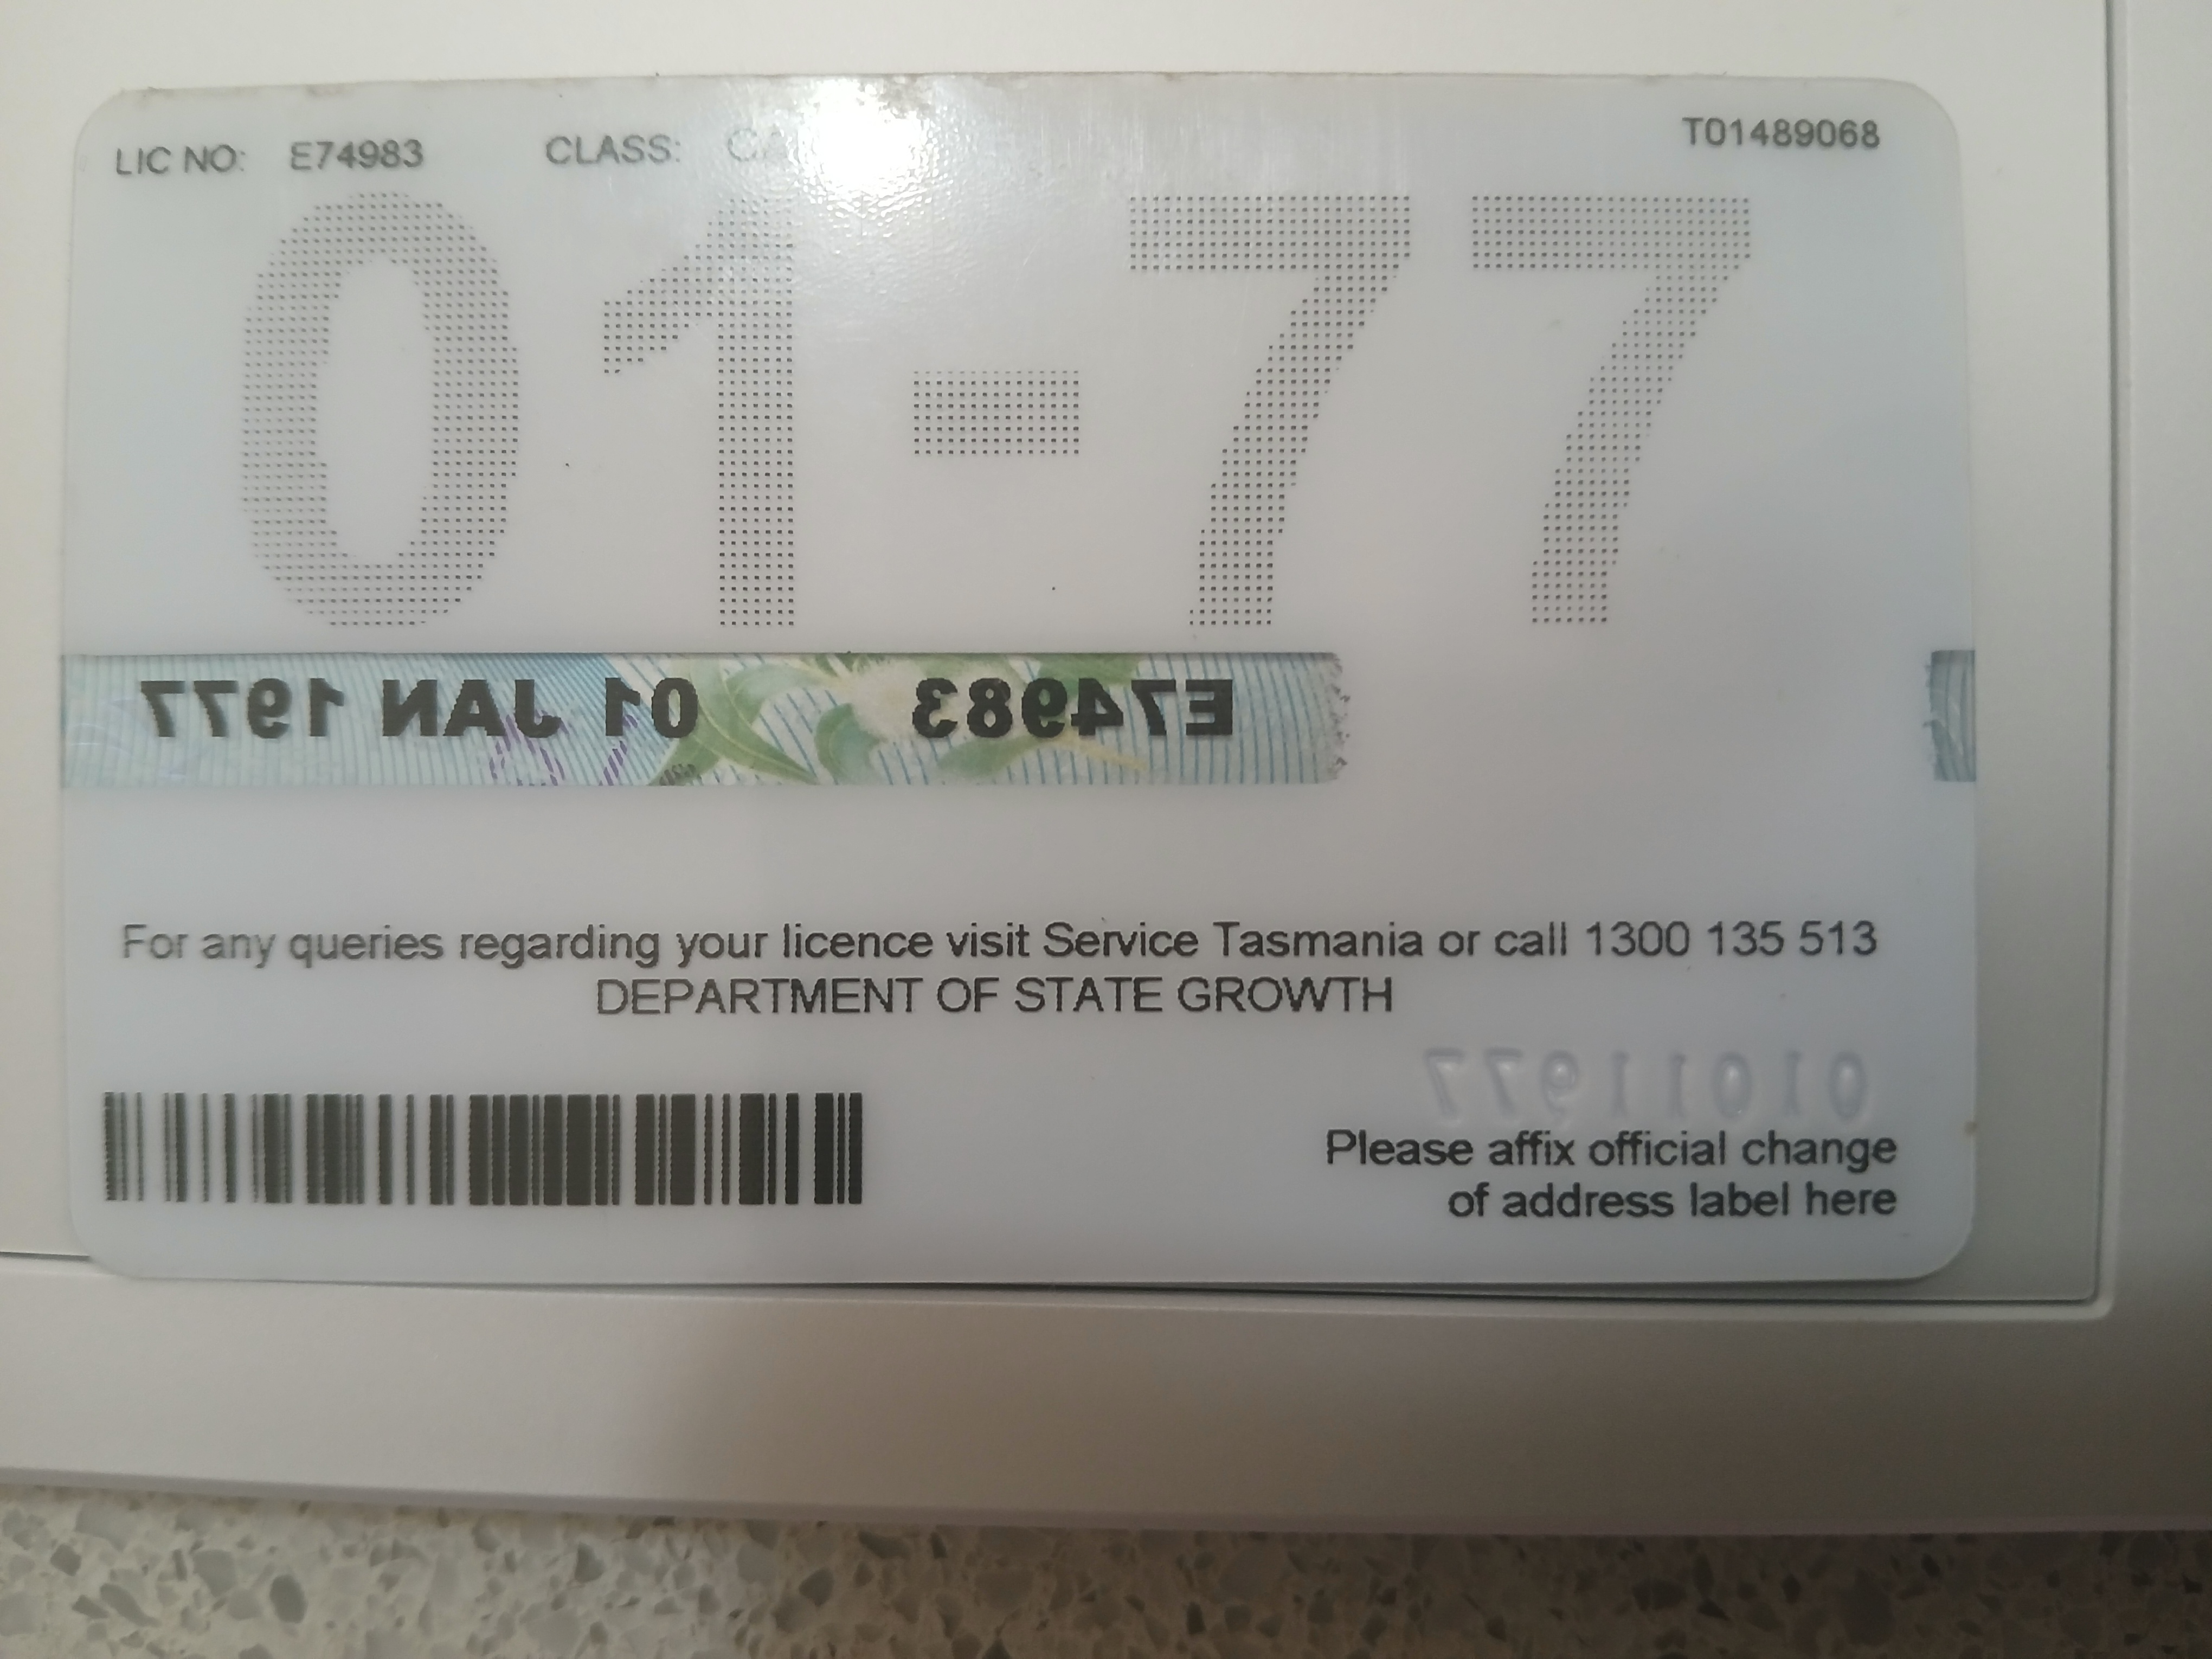 LIC NO: E74983 CLASS: CA T01489068
01-77
01 JAN 1977 E74983
For any queries regarding your licence visit Service Tasmania or call 1300 135 513
DEPARTMENT OF STATE GROWTH
01011977
Please affix official change
of address label here